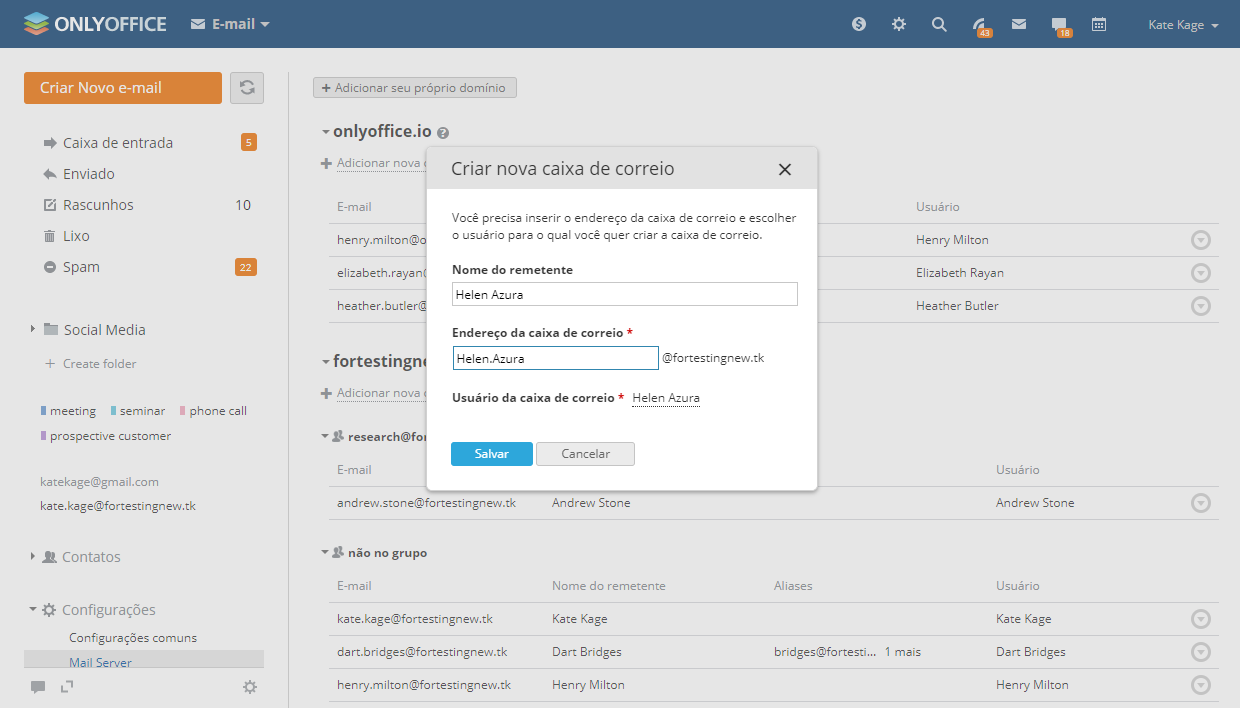 ONLYOFFICE E-mail 43 18 Kate Kage
Criar Novo e-mail
Caixa de entrada 5
Enviado
Rascunhos 10
Lixo
Spam 22
Social Media
Create folder
meeting seminar phone call
prospective customer
katekage@gmail.com
kate.kage@fortestingnew.tk
Contatos
Configurações
Configurações comuns
Mail Server
+ Adicionar seu próprio domínio
onlyoffice.io ?
Adicionar nova
E-mail Usuário
henry.milton@o Henry Milton
elizabeth.rayan Elizabeth Rayan
heather.butler@ Heather Butler
fortestingne
Adicionar nova
research@for
E-mail Usuário
andrew.stone@fortestingnew.tk Andrew Stone Andrew Stone
não no grupo
E-mail Nome do remetente Aliases Usuário
kate.kage@fortestingnew.tk Kate Kage Kate Kage
dart.bridges@fortestingnew.tk Dart Bridges bridges@fortesti... 1 mais Dart Bridges
henry.milton@fortestingnew.tk Henry Milton Henry Milton
Criar nova caixa de correio
Você precisa inserir o endereço da caixa de correio e escolher
o usuário para o qual você quer criar a caixa de correio.
Nome do remetente
Helen Azura
Endereço da caixa de correio *
Helen.Azura @fortestingnew.tk
Usuário da caixa de correio * Helen Azura
Salvar Cancelar